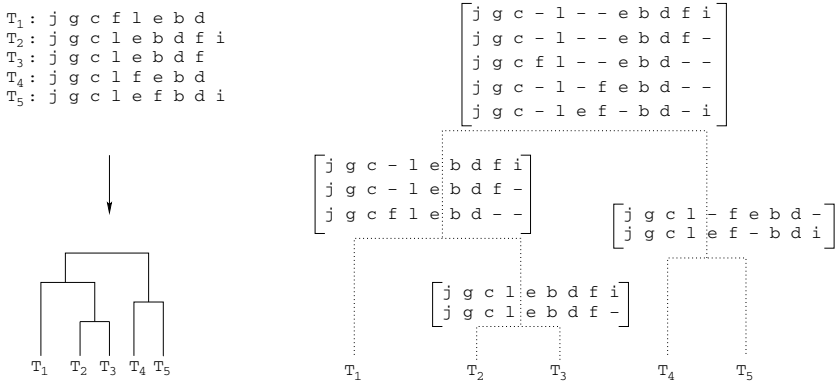 T₁: j g c f l e b d
T₂: j g c l e b d f i
T₃: j g c l e b d f
T₄: j g c l f e b d
T₅: j g c l e f b d i
j g c - l - - e b d f i
j g c - l - - e b d f -
j g c f l - - e b d - -
j g c - l - f e b d - -
j g c - l e f - b d - i
j g c - l e b d f i
j g c - l e b d f -
j g c f l e b d - -
j g c l - f e b d -
j g c l e f - b d i
j g c l e b d f i
j g c l e b d f -
T₁ T₂ T₃ T₄ T₅
T₁ T₂ T₃ T₄ T₅